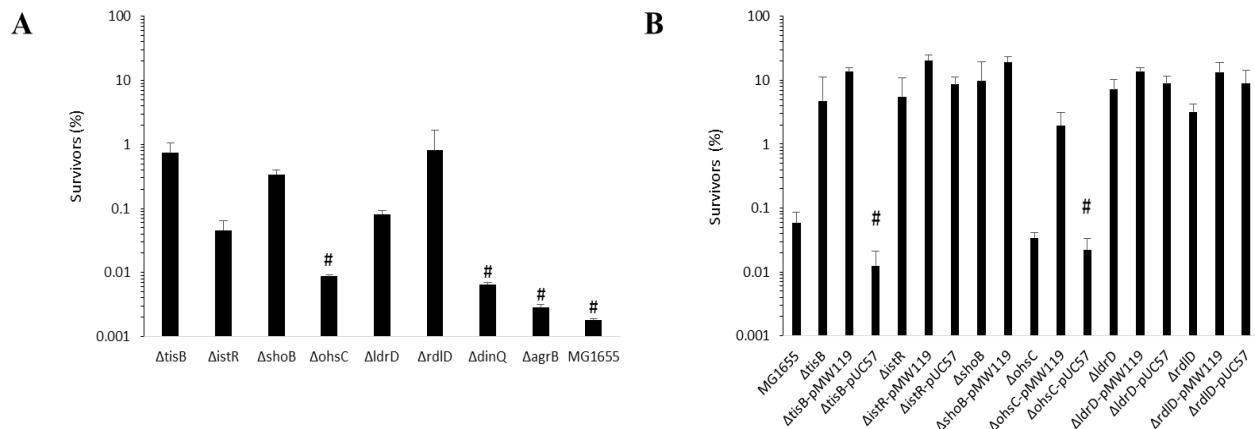 A
100
10
1
0.1
0.01
0.001
Survivors (%)
#
#
#
#
ΔtisB ΔistR ΔshoB ΔohsC ΔldrD ΔrdlD ΔdinQ ΔagrB MG1655
B
100
10
1
0.1
0.01
0.001
Survivors (%)
#
#
MG1655
ΔtisB
ΔtisB-pMW119
ΔtisB-pUC57
ΔistR
ΔistR-pMW119
ΔistR-pUC57
ΔshoB
ΔshoB-pMW119
ΔohsC
ΔohsC-pMW119
ΔohsC-pUC57
ΔldrD
ΔldrD-pMW119
ΔldrD-pUC57
ΔrdlD
ΔrdlD-pMW119
ΔrdlD-pUC57